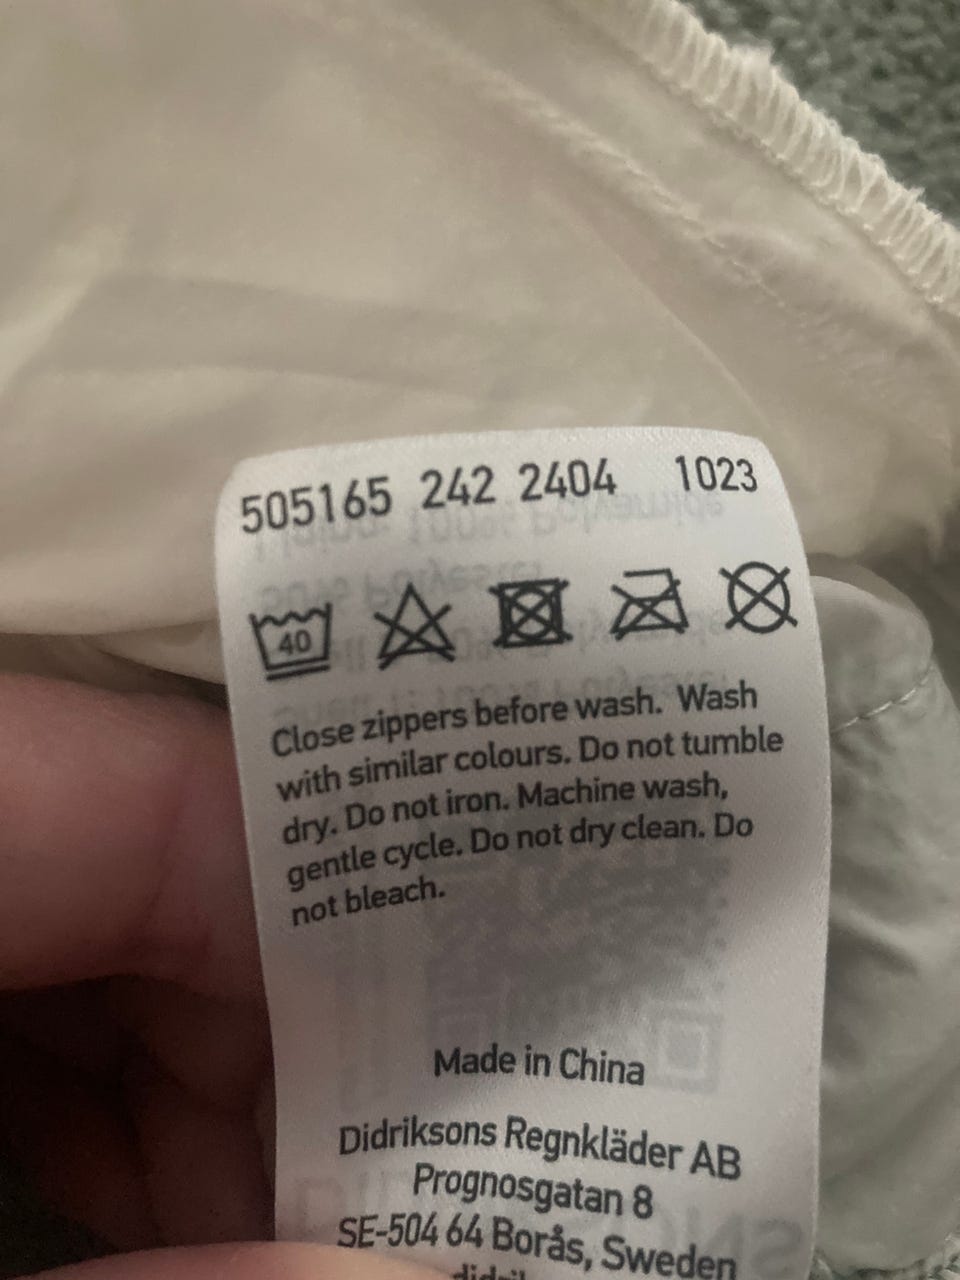 505165 242 2404 1023
40
Close zippers before wash. Wash
with similar colours. Do not tumble
dry. Do not iron. Machine wash,
gentle cycle. Do not dry clean. Do
not bleach.
Made in China
Didriksons Regnkläder AB
Prognosgatan 8
SE-504 64 Borås, Sweden